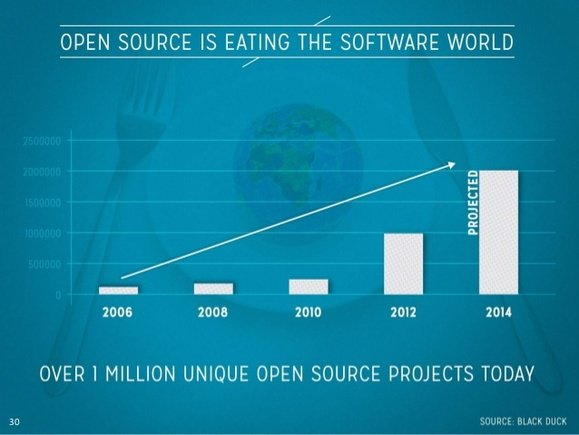 OPEN SOURCE IS EATING THE SOFTWARE WORLD
2500000
2000000
1500000
1000000
500000
0
PROJECTED
2006 2008 2010 2012 2014
OVER 1 MILLION UNIQUE OPEN SOURCE PROJECTS TODAY
30 SOURCE: BLACK DUCK